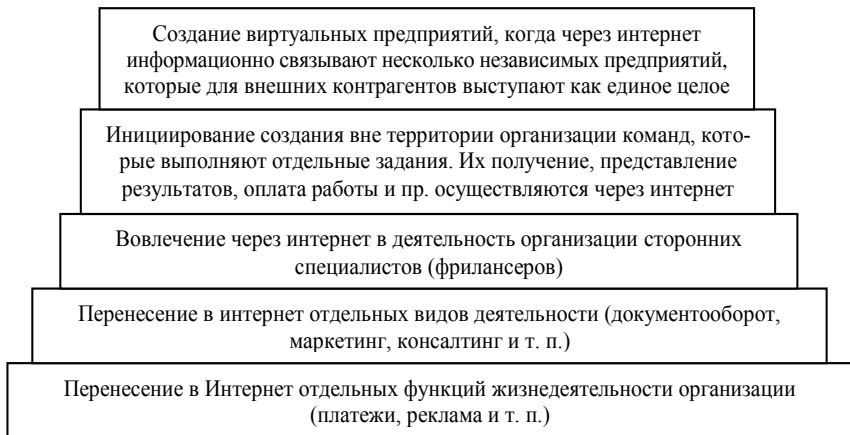 Создание виртуальных предприятий, когда через интернет
информационно связывают несколько независимых предприятий,
которые для внешних контрагентов выступают как единое целое
Инициирование создания вне территории организации команд, кото-
рые выполняют отдельные задания. Их получение, представление
результатов, оплата работы и пр. осуществляются через интернет
Вовлечение через интернет в деятельность организации сторонних
специалистов (фрилансеров)
Перенесение в интернет отдельных видов деятельности (документооборот,
маркетинг, консалтинг и т. п.)
Перенесение в Интернет отдельных функций жизнедеятельности организации
(платежи, реклама и т. п.)